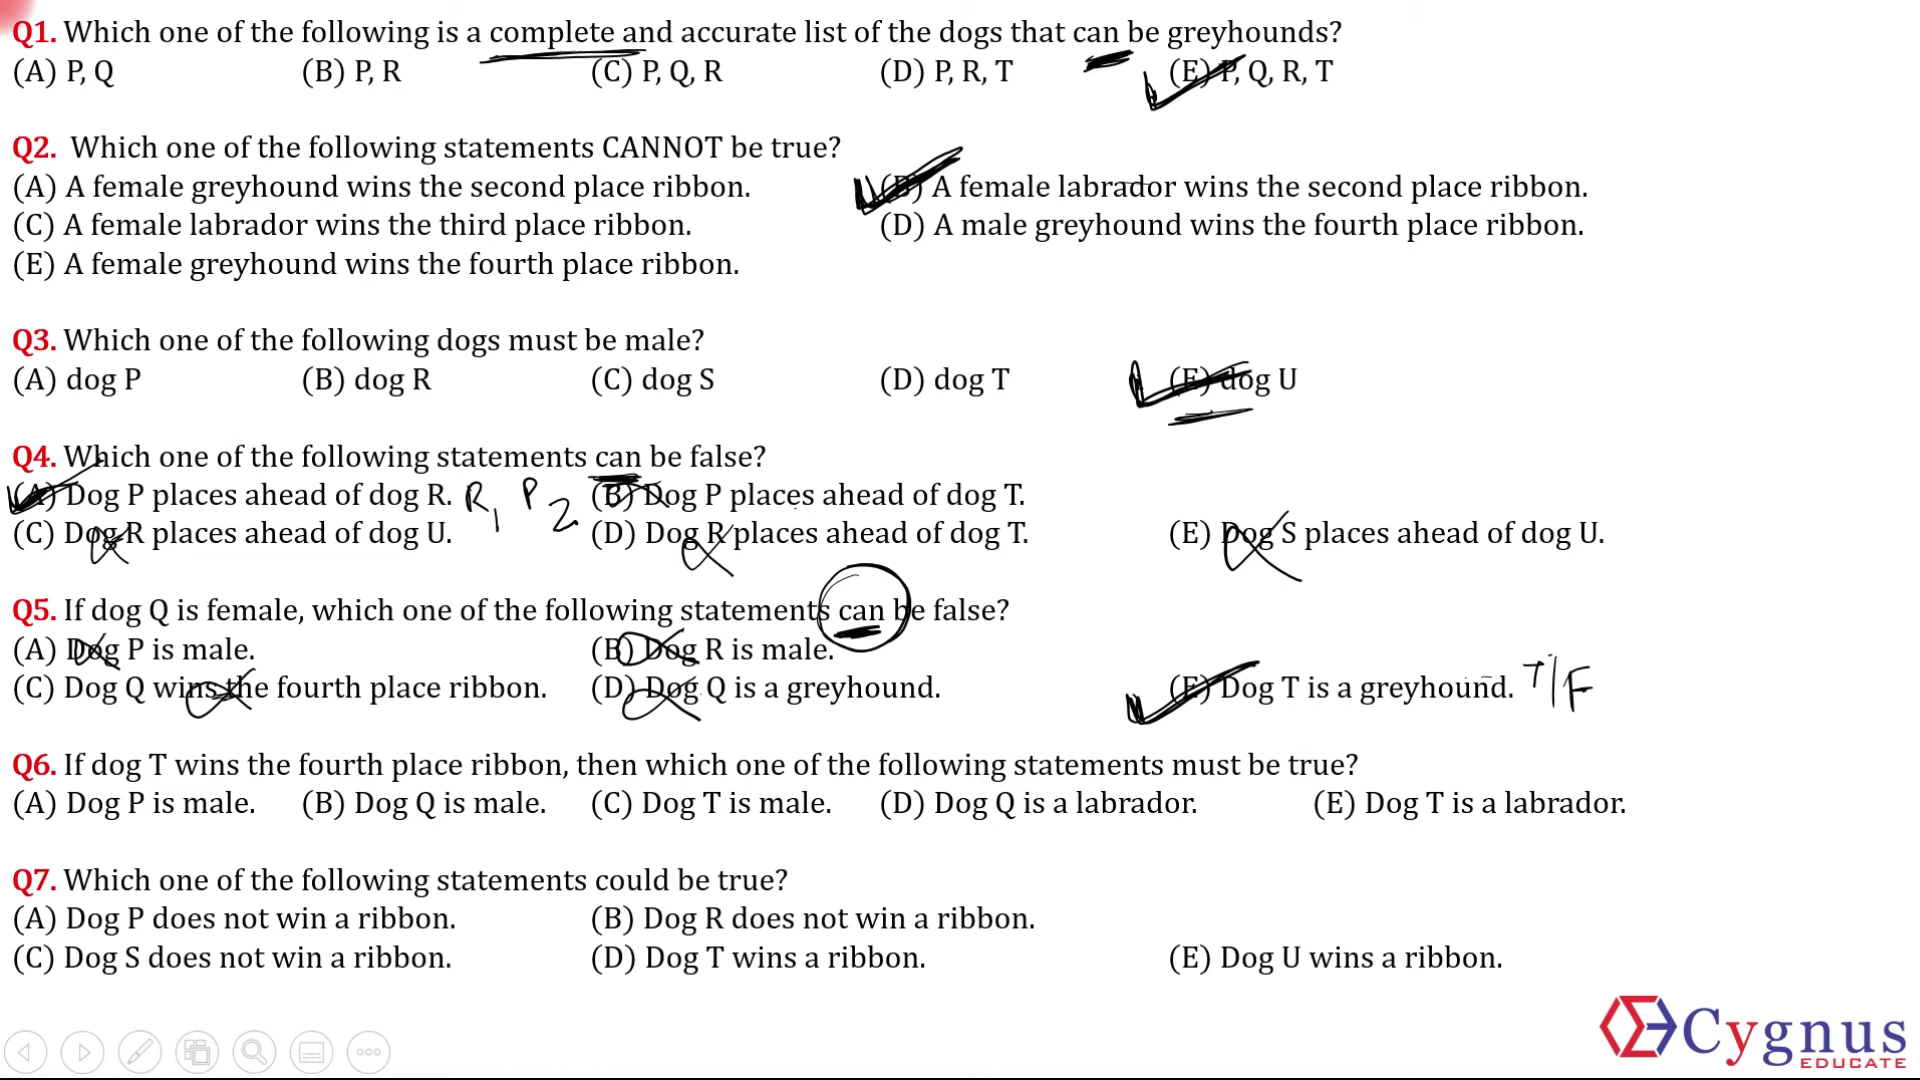 Q1. Which one of the following is a complete and accurate list of the dogs that can be greyhounds?
(A) P, Q (B) P, R (C) P, Q, R (D) P, R, T (E) P, Q, R, T
Q2. Which one of the following statements CANNOT be true?
(A) A female greyhound wins the second place ribbon. (B) A female labrador wins the second place ribbon.
(C) A female labrador wins the third place ribbon. (D) A male greyhound wins the fourth place ribbon.
(E) A female greyhound wins the fourth place ribbon.
Q3. Which one of the following dogs must be male?
(A) dog P (B) dog R (C) dog S (D) dog T (E) dog U
Q4. Which one of the following statements can be false?
(A) Dog P places ahead of dog R. R1 P2 (B) Dog P places ahead of dog T.
(C) Dog R places ahead of dog U. (D) Dog R places ahead of dog T. (E) Dog S places ahead of dog U.
Q5. If dog Q is female, which one of the following statements can be false?
(A) Dog P is male. (B) Dog R is male.
(C) Dog Q wins the fourth place ribbon. (D) Dog Q is a greyhound. (E) Dog T is a greyhound. T/F
Q6. If dog T wins the fourth place ribbon, then which one of the following statements must be true?
(A) Dog P is male. (B) Dog Q is male. (C) Dog T is male. (D) Dog Q is a labrador. (E) Dog T is a labrador.
Q7. Which one of the following statements could be true?
(A) Dog P does not win a ribbon. (B) Dog R does not win a ribbon.
(C) Dog S does not win a ribbon. (D) Dog T wins a ribbon. (E) Dog U wins a ribbon.
Cygnus
EDUCATE